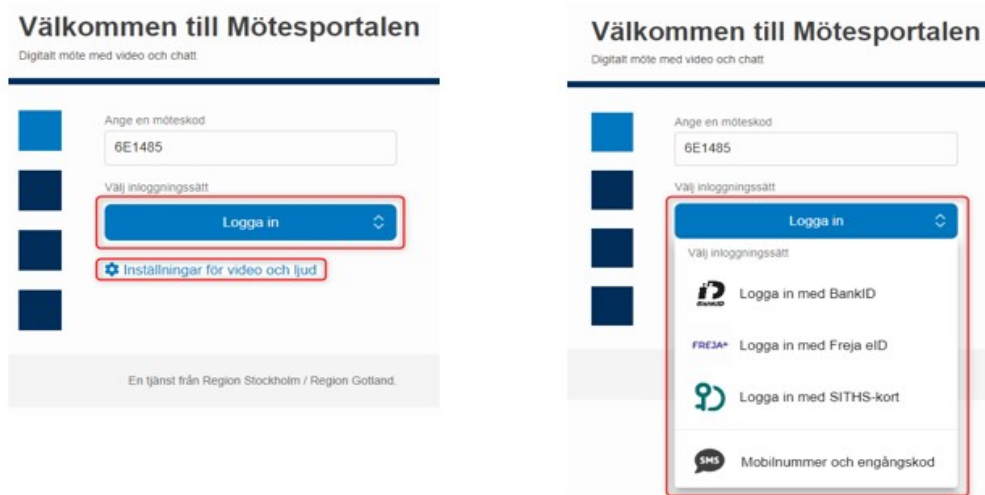 Välkommen till Mötesportalen
Digitalt möte med video och chatt
Ange en möteskod
6E1485
Välj inloggningssätt
Logga in
Inställningar för video och ljud
En tjänst från Region Stockholm / Region Gotland.
Välkommen till Mötesportalen
Digitalt möte med video och chatt
Ange en möteskod
6E1485
Välj inloggningssätt
Logga in
Välj inloggningssätt
BankID
Logga in med BankID
FREJA+
Logga in med Freja eID
Logga in med SITHS-kort
SMS
Mobilnummer och engångskod